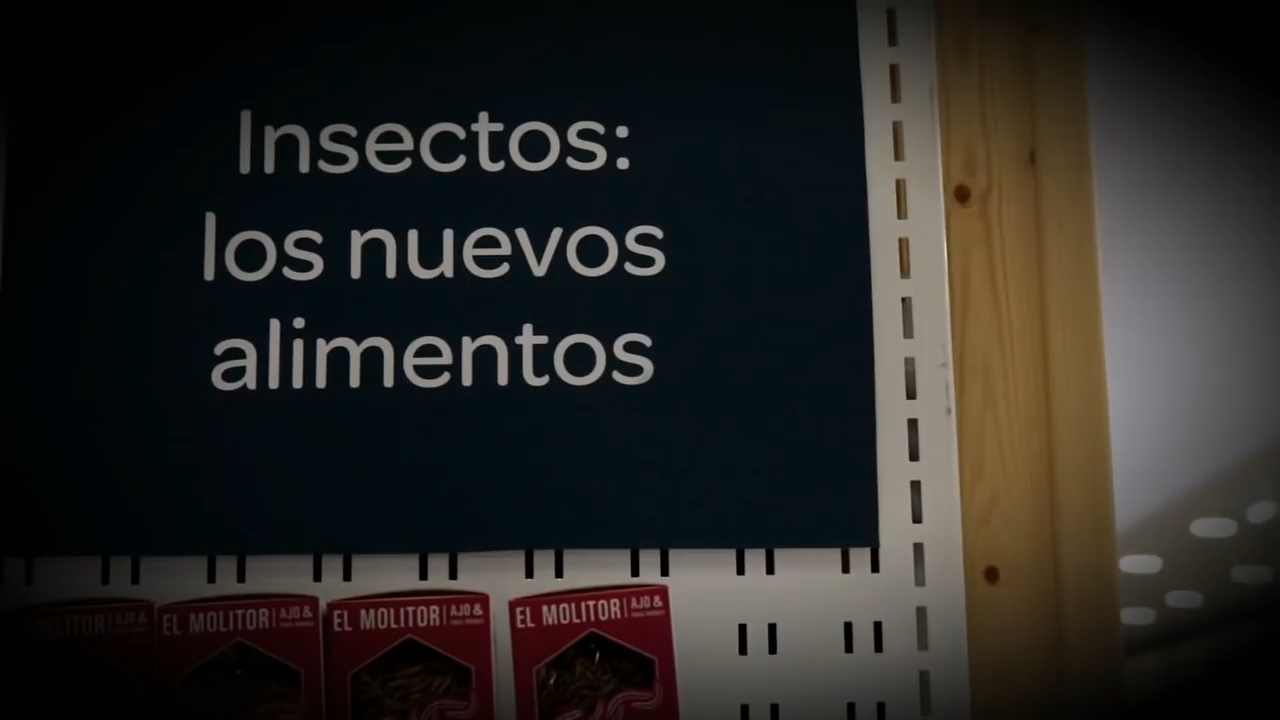 Insectos:
los nuevos
alimentos
EL MOLITOR | AJO &
EL MOLITOR | AJO &
EL MOLITOR | AJO &